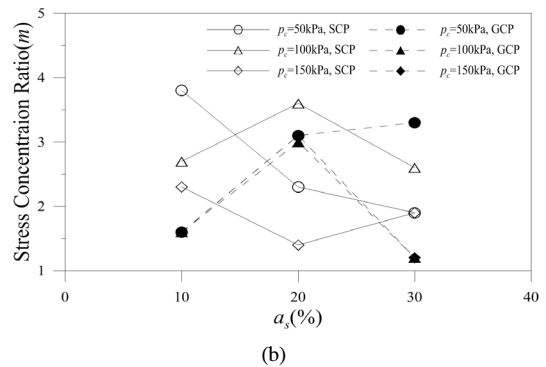 5
4
3
2
1
Stress Concentraion Ratio(m)
pc=50kPa, SCP
pc=100kPa, SCP
pc=150kPa, SCP
pc=50kPa, GCP
pc=100kPa, GCP
pc=150kPa, GCP
0 10 20 30 40
as(%)
(b)